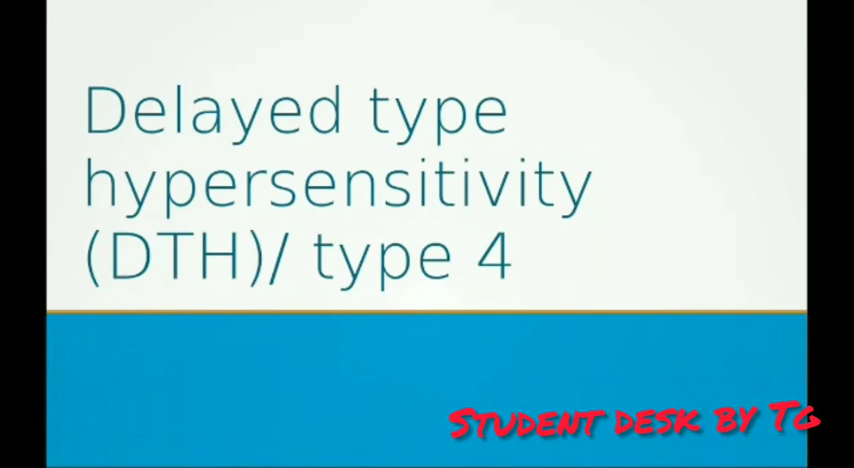 Delayed type
hypersensitivity
(DTH)/ type 4
STUDENT DESK BY TG